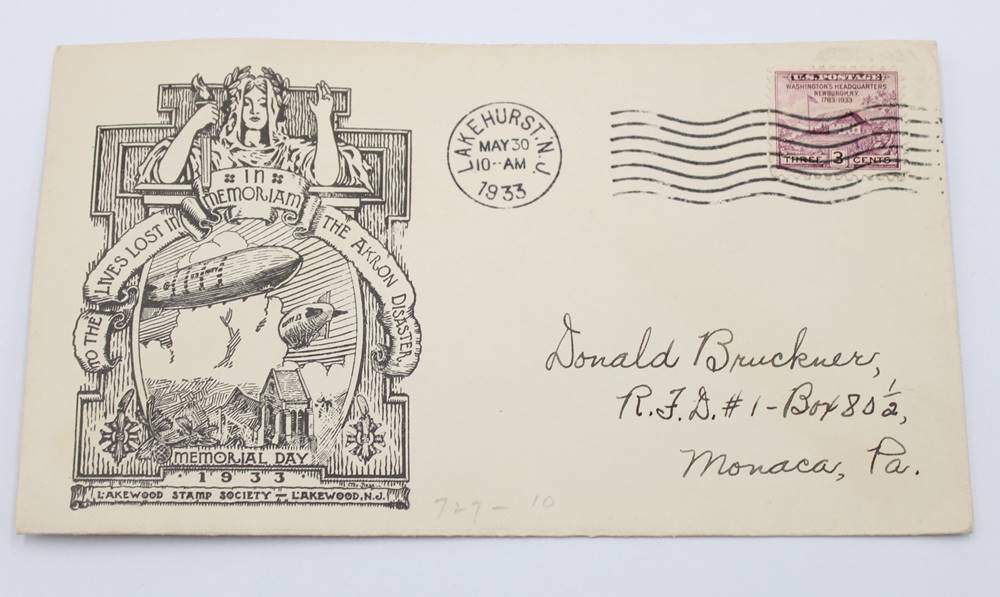 IN
MEMORIAM
TO THE LIVES LOST IN THE AKRON DISASTER
MEMORIAL DAY
1933
LAKEWOOD STAMP SOCIETY — LAKEWOOD, N.J.
LAKEHURST, N.J.
MAY 30
10-AM
1933
U.S. POSTAGE
WASHINGTON'S HEADQUARTERS
NEWBURGH, N.Y.
1783-1933
THREE 3 CENTS
Donald Bruckner,
R.F.D. #1-Box 80½,
Monaca, Pa.
727- 10